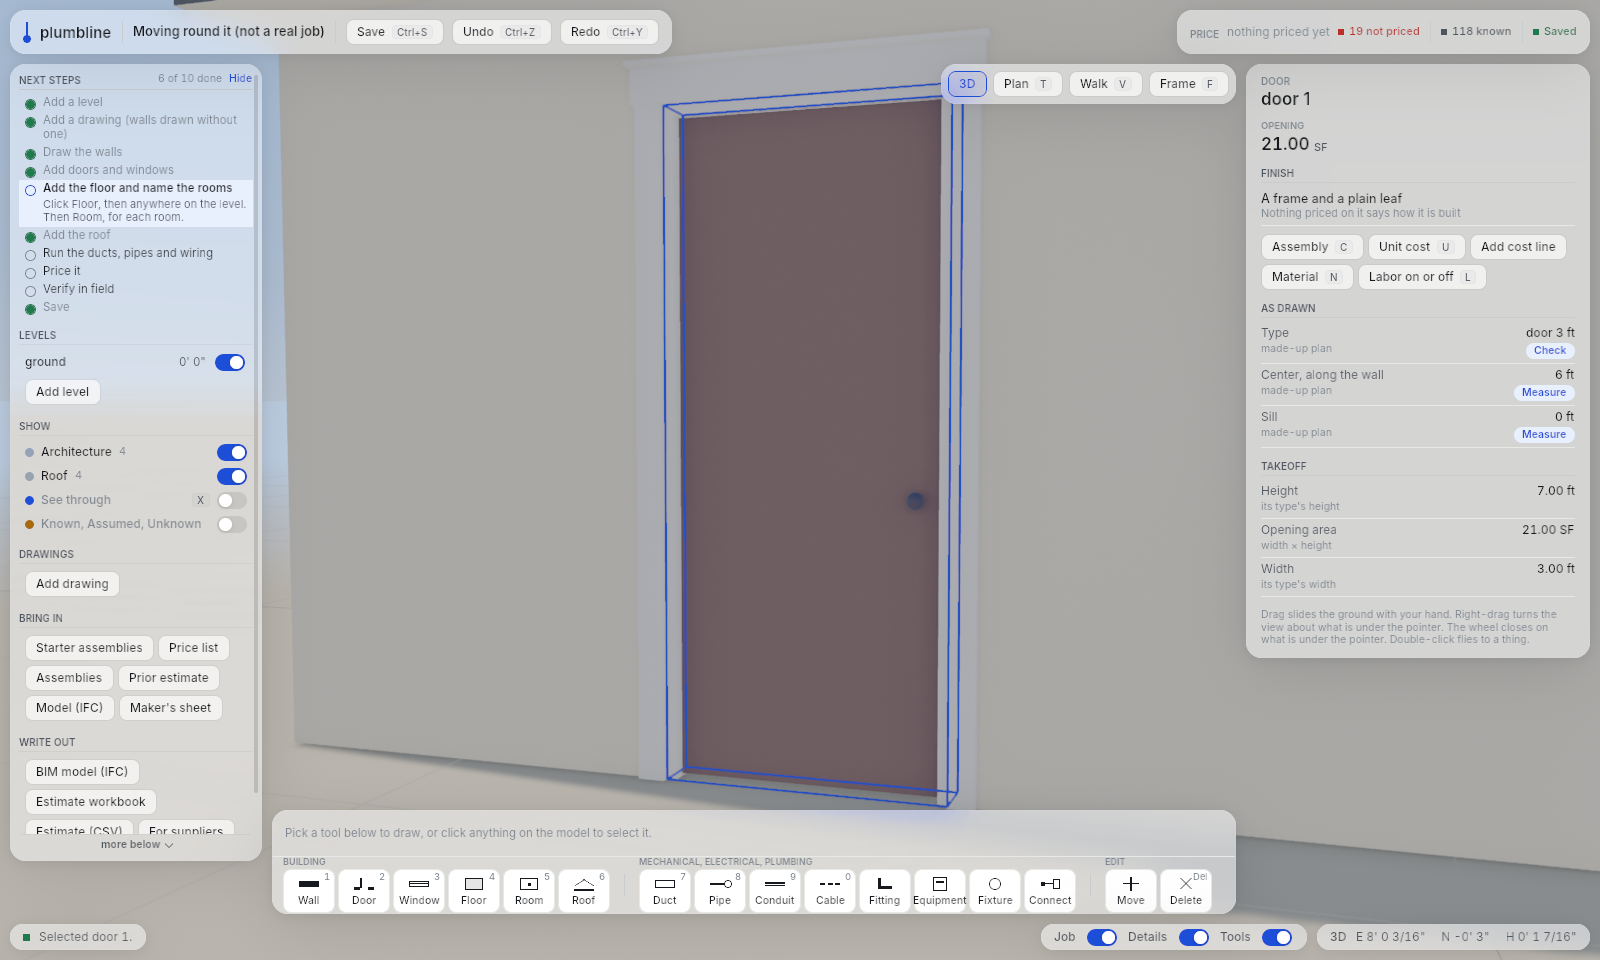 plumbline
Moving round it (not a real job)
Save Ctrl+S
Undo Ctrl+Z
Redo Ctrl+Y
PRICE nothing priced yet
19 not priced
118 known
Saved
NEXT STEPS
6 of 10 done Hide
Add a level
Add a drawing (walls drawn without
one)
Draw the walls
Add doors and windows
Add the floor and name the rooms
Click Floor, then anywhere on the level.
Then Room, for each room.
Add the roof
Run the ducts, pipes and wiring
Price it
Verify in field
Save
LEVELS
ground 0' 0"
Add level
SHOW
Architecture 4
Roof 4
See through X
Known, Assumed, Unknown
DRAWINGS
Add drawing
BRING IN
Starter assemblies Price list
Assemblies Prior estimate
Model (IFC) Maker's sheet
WRITE OUT
BIM model (IFC)
Estimate workbook
Estimate (CSV) For suppliers
more below
3D
Plan T
Walk V
Frame F
DOOR
door 1
OPENING
21.00 SF
FINISH
A frame and a plain leaf
Nothing priced on it says how it is built
Assembly C Unit cost U Add cost line
Material N Labor on or off L
AS DRAWN
Type door 3 ft
made-up plan Check
Center, along the wall 6 ft
made-up plan Measure
Sill 0 ft
made-up plan Measure
TAKEOFF
Height 7.00 ft
its type's height
Opening area 21.00 SF
width × height
Width 3.00 ft
its type's width
Drag slides the ground with your hand. Right-drag turns the
view about what is under the pointer. The wheel closes on
what is under the pointer. Double-click flies to a thing.
Pick a tool below to draw, or click anything on the model to select it.
BUILDING
1 Wall
2 Door
3 Window
4 Floor
5 Room
6 Roof
MECHANICAL, ELECTRICAL, PLUMBING
7 Duct
8 Pipe
9 Conduit
0 Cable
Fitting
Equipment
Fixture
Connect
EDIT
Move
Del Delete
Selected door 1.
Job
Details
Tools
3D E 8' 0 3/16" N -0' 3" H 0' 1 7/16"